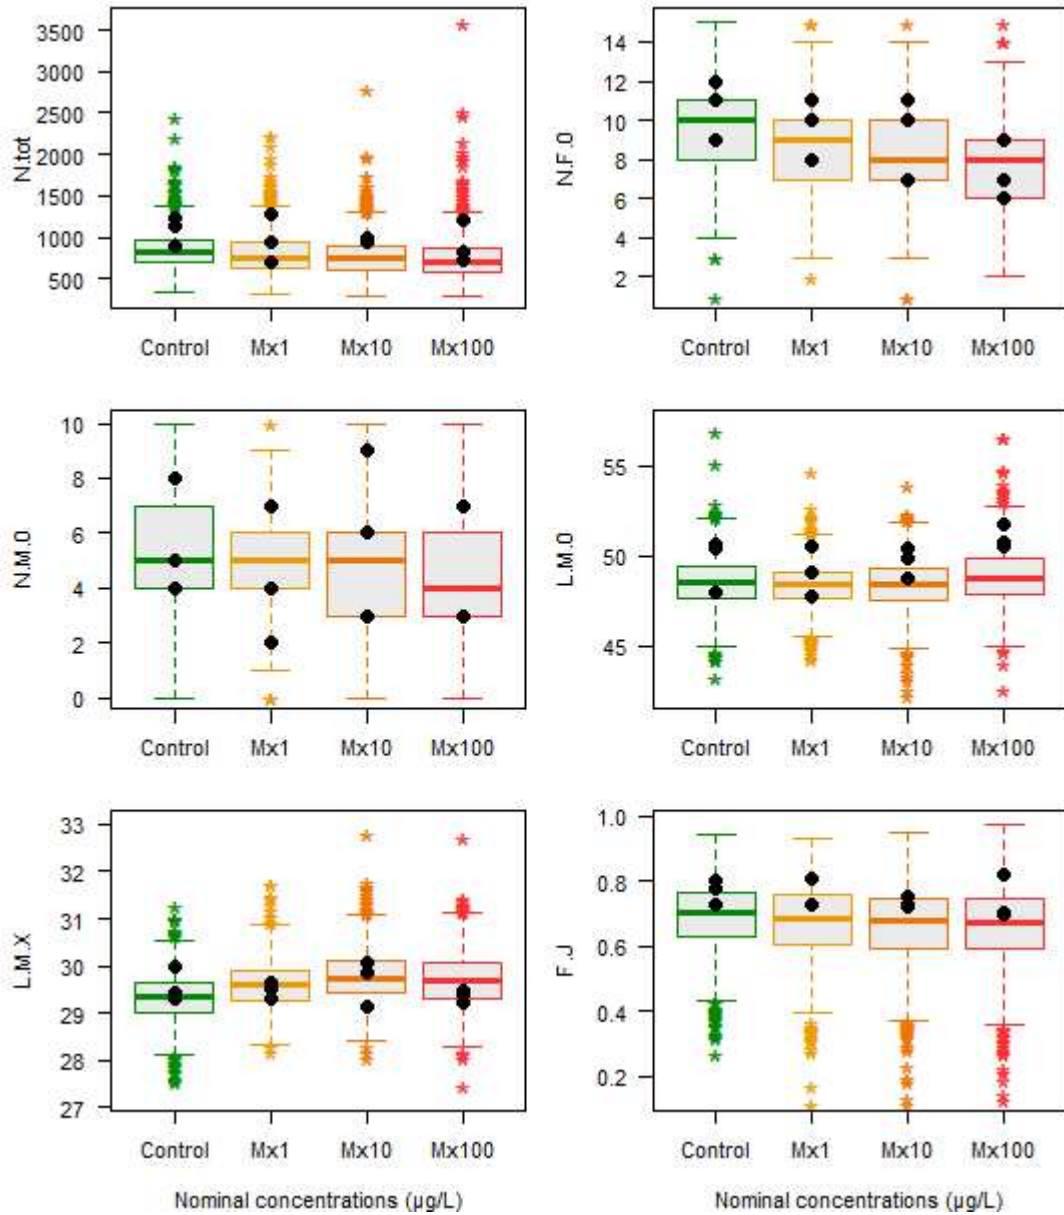 N.tot
3500
3000
2500
2000
1500
1000
500
Control Mx1 Mx10 Mx100
N.F.0
14
12
10
8
6
4
2
Control Mx1 Mx10 Mx100
N.M.0
10
8
6
4
2
0
Control Mx1 Mx10 Mx100
L.M.0
55
50
45
Control Mx1 Mx10 Mx100
L.M.X
33
32
31
30
29
28
27
Control Mx1 Mx10 Mx100
Nominal concentrations (µg/L)
F.J
1.0
0.8
0.6
0.4
0.2
Control Mx1 Mx10 Mx100
Nominal concentrations (µg/L)